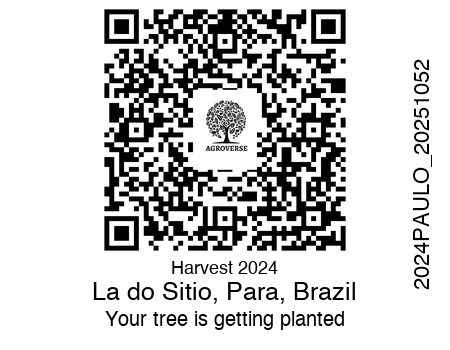 AGROVERSE
Harvest 2024
La do Sitio, Para, Brazil
Your tree is getting planted
2024PAULO_20251052